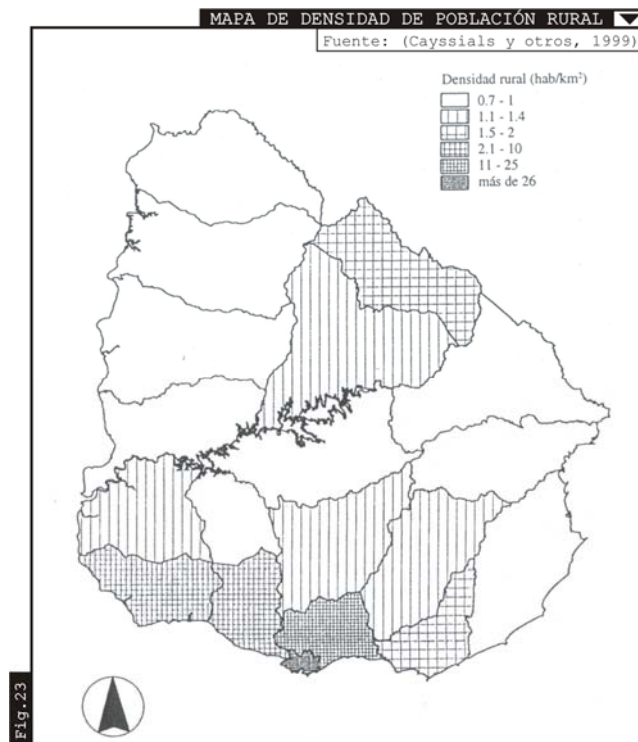 MAPA DE DENSIDAD DE POBLACIÓN RURAL
Fuente: (Cayssials y otros, 1999)
Densidad rural (hab/km²)
0.7 - 1
1.1 - 1.4
1.5 - 2
2.1 - 10
11 - 25
más de 26
Fig.23